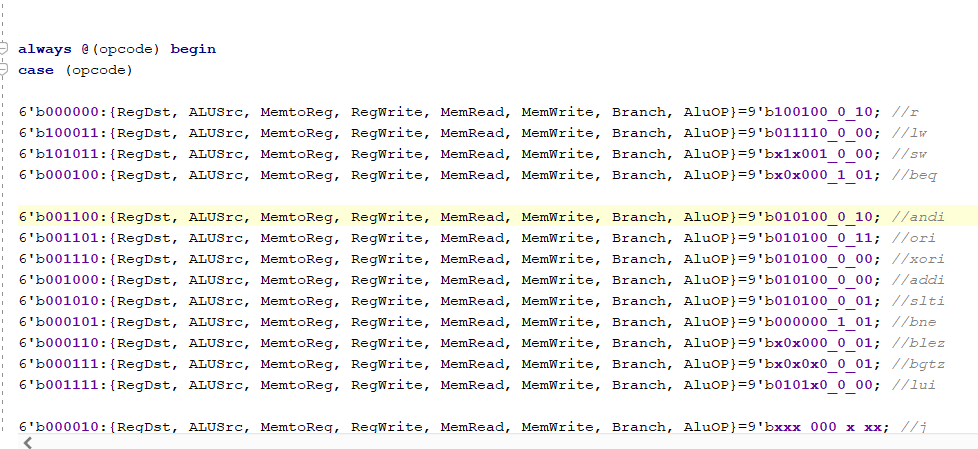 always @(opcode) begin
case (opcode)
6'b000000:{RegDst, ALUSrc, MemtoReg, RegWrite, MemRead, MemWrite, Branch, AluOP}=9'b100100_0_10; //r
6'b100011:{RegDst, ALUSrc, MemtoReg, RegWrite, MemRead, MemWrite, Branch, AluOP}=9'b011110_0_00; //lw
6'b101011:{RegDst, ALUSrc, MemtoReg, RegWrite, MemRead, MemWrite, Branch, AluOP}=9'bx1x001_0_00; //sw
6'b000100:{RegDst, ALUSrc, MemtoReg, RegWrite, MemRead, MemWrite, Branch, AluOP}=9'bx0x000_1_01; //beq
6'b001100:{RegDst, ALUSrc, MemtoReg, RegWrite, MemRead, MemWrite, Branch, AluOP}=9'b010100_0_10; //andi
6'b001101:{RegDst, ALUSrc, MemtoReg, RegWrite, MemRead, MemWrite, Branch, AluOP}=9'b010100_0_11; //ori
6'b001110:{RegDst, ALUSrc, MemtoReg, RegWrite, MemRead, MemWrite, Branch, AluOP}=9'b010100_0_00; //xori
6'b001000:{RegDst, ALUSrc, MemtoReg, RegWrite, MemRead, MemWrite, Branch, AluOP}=9'b010100_0_00; //addi
6'b001010:{RegDst, ALUSrc, MemtoReg, RegWrite, MemRead, MemWrite, Branch, AluOP}=9'b010100_0_01; //slti
6'b000101:{RegDst, ALUSrc, MemtoReg, RegWrite, MemRead, MemWrite, Branch, AluOP}=9'b000000_1_01; //bne
6'b000110:{RegDst, ALUSrc, MemtoReg, RegWrite, MemRead, MemWrite, Branch, AluOP}=9'bx0x000_0_01; //blez
6'b000111:{RegDst, ALUSrc, MemtoReg, RegWrite, MemRead, MemWrite, Branch, AluOP}=9'bx0x0x0_0_01; //bgtz
6'b001111:{RegDst, ALUSrc, MemtoReg, RegWrite, MemRead, MemWrite, Branch, AluOP}=9'b0101x0_0_00; //lui
6'b000010:{RegDst, ALUSrc, MemtoReg, RegWrite, MemRead, MemWrite, Branch, AluOP}=9'bxxx_000_x_xx; //j